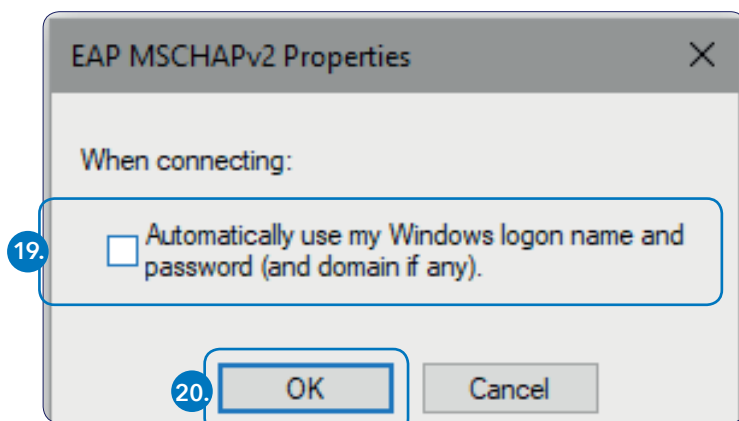 EAP MSCHAPv2 Properties
When connecting:
19.
Automatically use my Windows logon name and
password (and domain if any).
20.
OK
Cancel